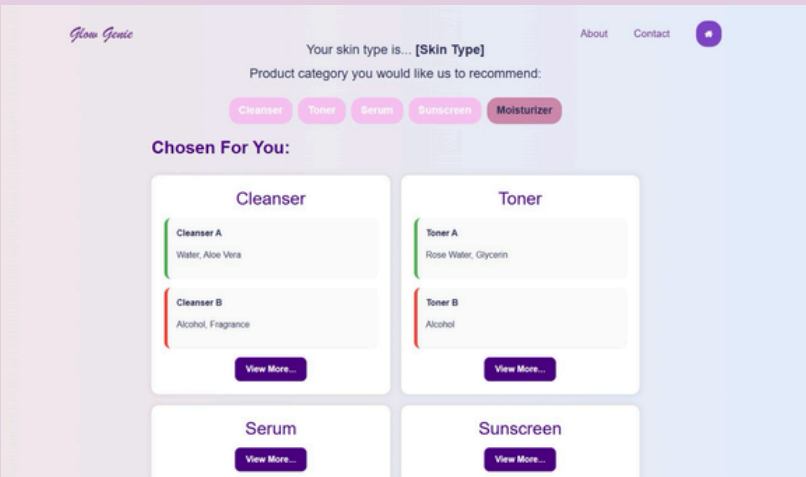 Glow Genie
About Contact
Your skin type is... [Skin Type]
Product category you would like us to recommend:
Cleanser Toner Serum Sunscreen Moisturizer
Chosen For You:
Cleanser
Cleanser A
Water, Aloe Vera
Cleanser B
Alcohol, Fragrance
View More...
Toner
Toner A
Rose Water, Glycerin
Toner B
Alcohol
View More...
Serum
View More...
Sunscreen
View More...